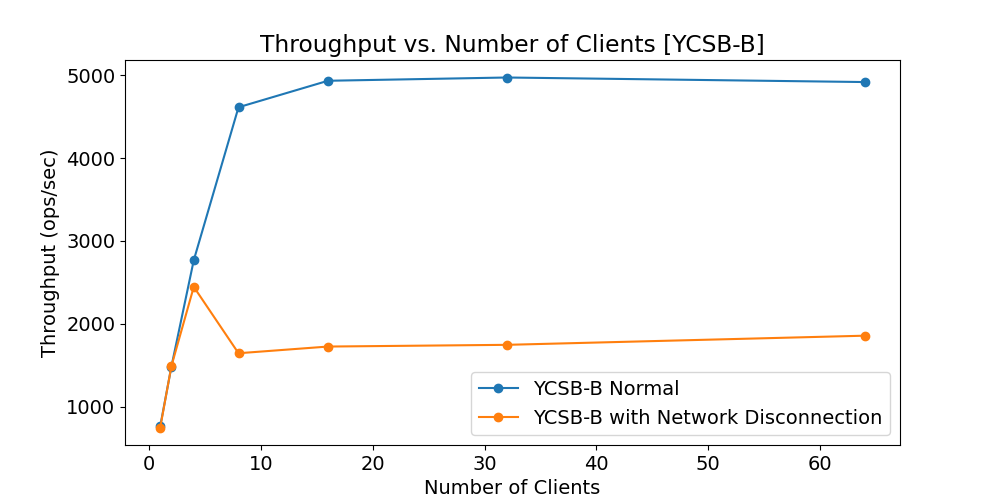 Throughput vs. Number of Clients [YCSB-B]
Throughput (ops/sec)
5000
4000
3000
2000
1000
YCSB-B Normal
YCSB-B with Network Disconnection
0 10 20 30 40 50 60
Number of Clients